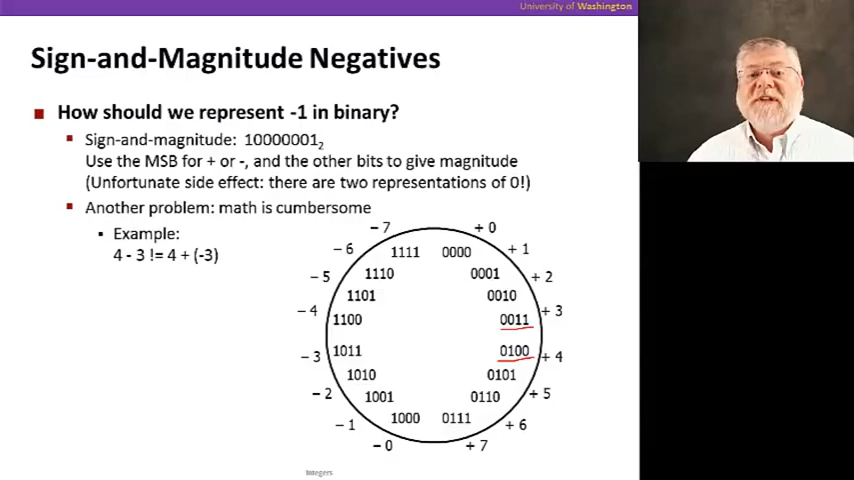 University of Washington
Sign-and-Magnitude Negatives
How should we represent -1 in binary?
Sign-and-magnitude: 10000001₂
Use the MSB for + or -, and the other bits to give magnitude
(Unfortunate side effect: there are two representations of 0!)
Another problem: math is cumbersome
Example:
4 - 3 != 4 + (-3)
– 7 + 0
– 6 1111 0000 + 1
– 5 1110 0001 + 2
1101 0010
– 4 1100 0011 + 3
– 3 1011 0100 + 4
1010 0101
– 2 1001 0110 + 5
– 1 1000 0111 + 6
– 0 + 7
Integers